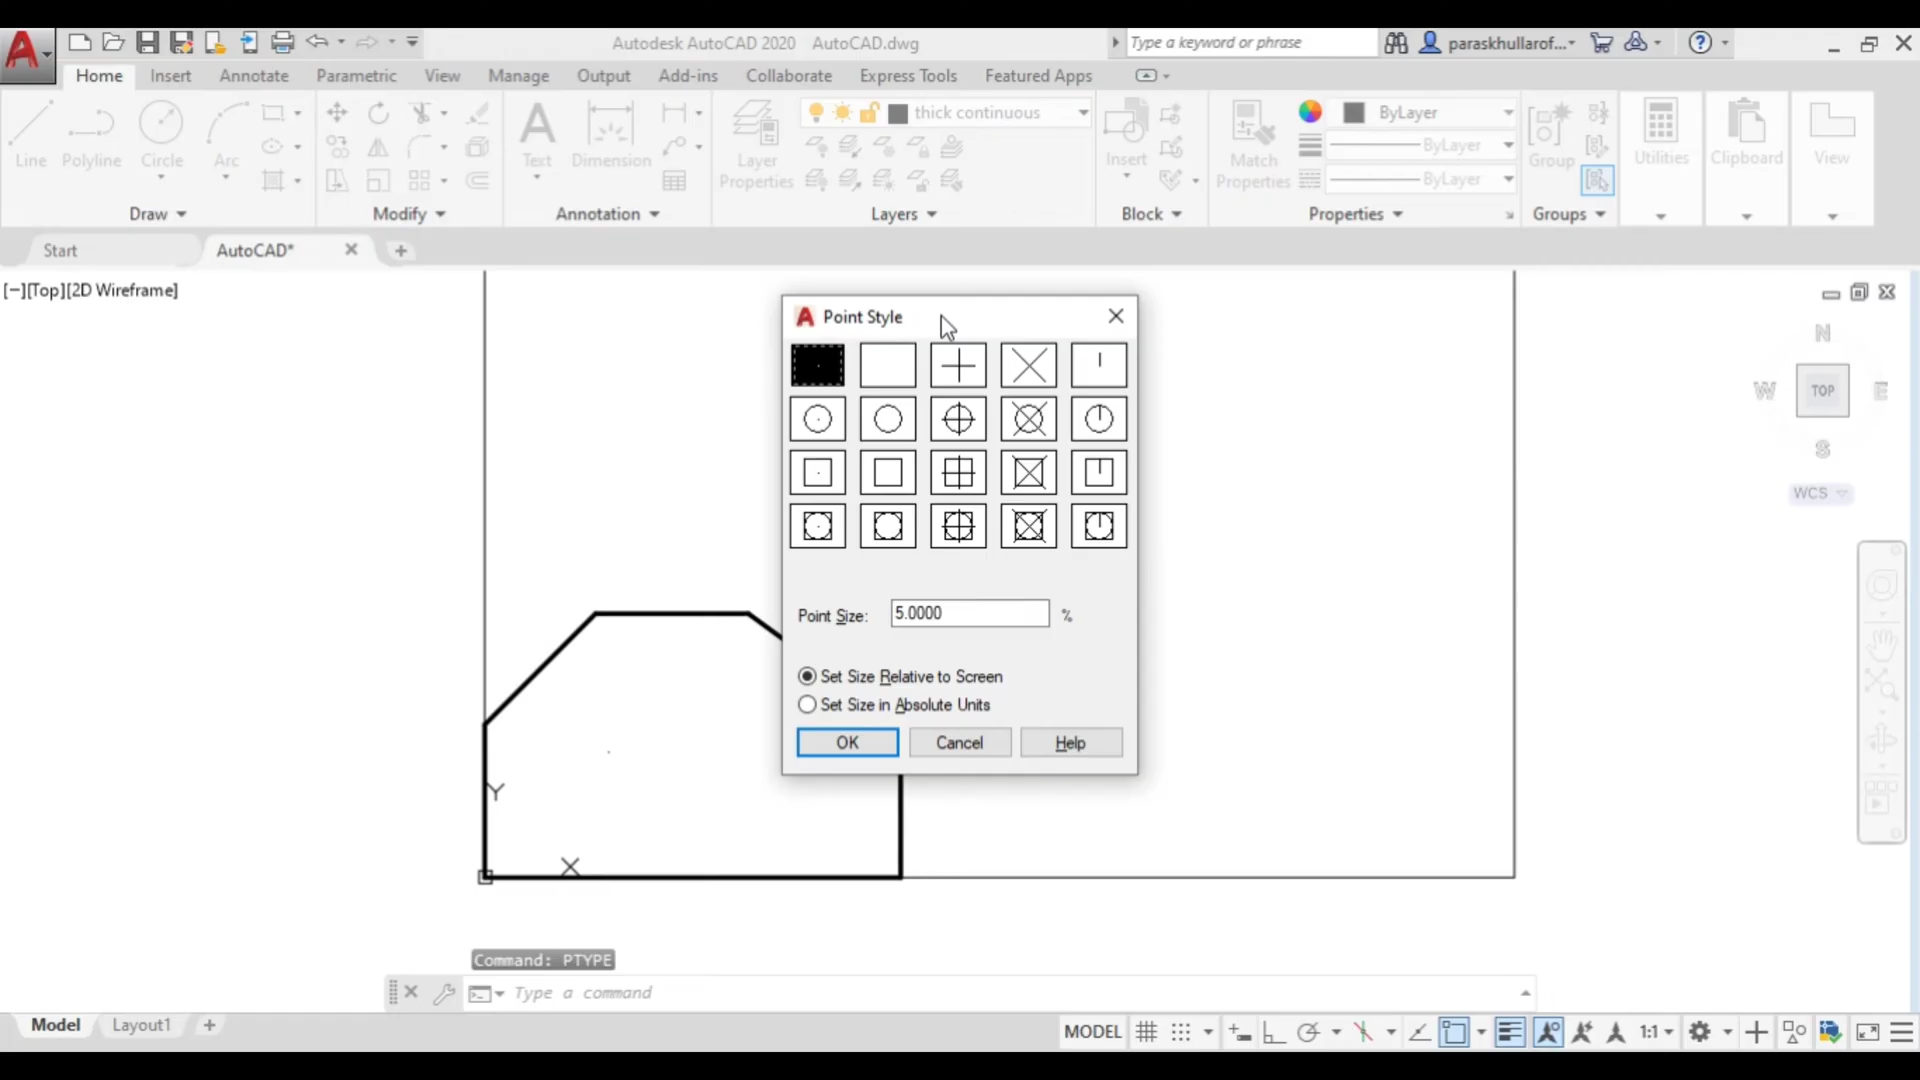 Autodesk AutoCAD 2020 AutoCAD.dwg
Type a keyword or phrase
paraskhullarof...
Home Insert Annotate Parametric View Manage Output Add-ins Collaborate Express Tools Featured Apps
thick continuous
ByLayer
Line Polyline Circle Arc
Text Dimension
Layer Properties
Insert
Match Properties
ByLayer
ByLayer
Group
Utilities
Clipboard
View
Draw
Modify
Annotation
Layers
Block
Properties
Groups
Start
AutoCAD*
[−][Top][2D Wireframe]
Point Style
N
W
TOP
E
S
WCS
Point Size: 5.0000 %
Set Size Relative to Screen
Set Size in Absolute Units
OK Cancel Help
Y
X
Command: PTYPE
Type a command
Model Layout1
MODEL
1:1